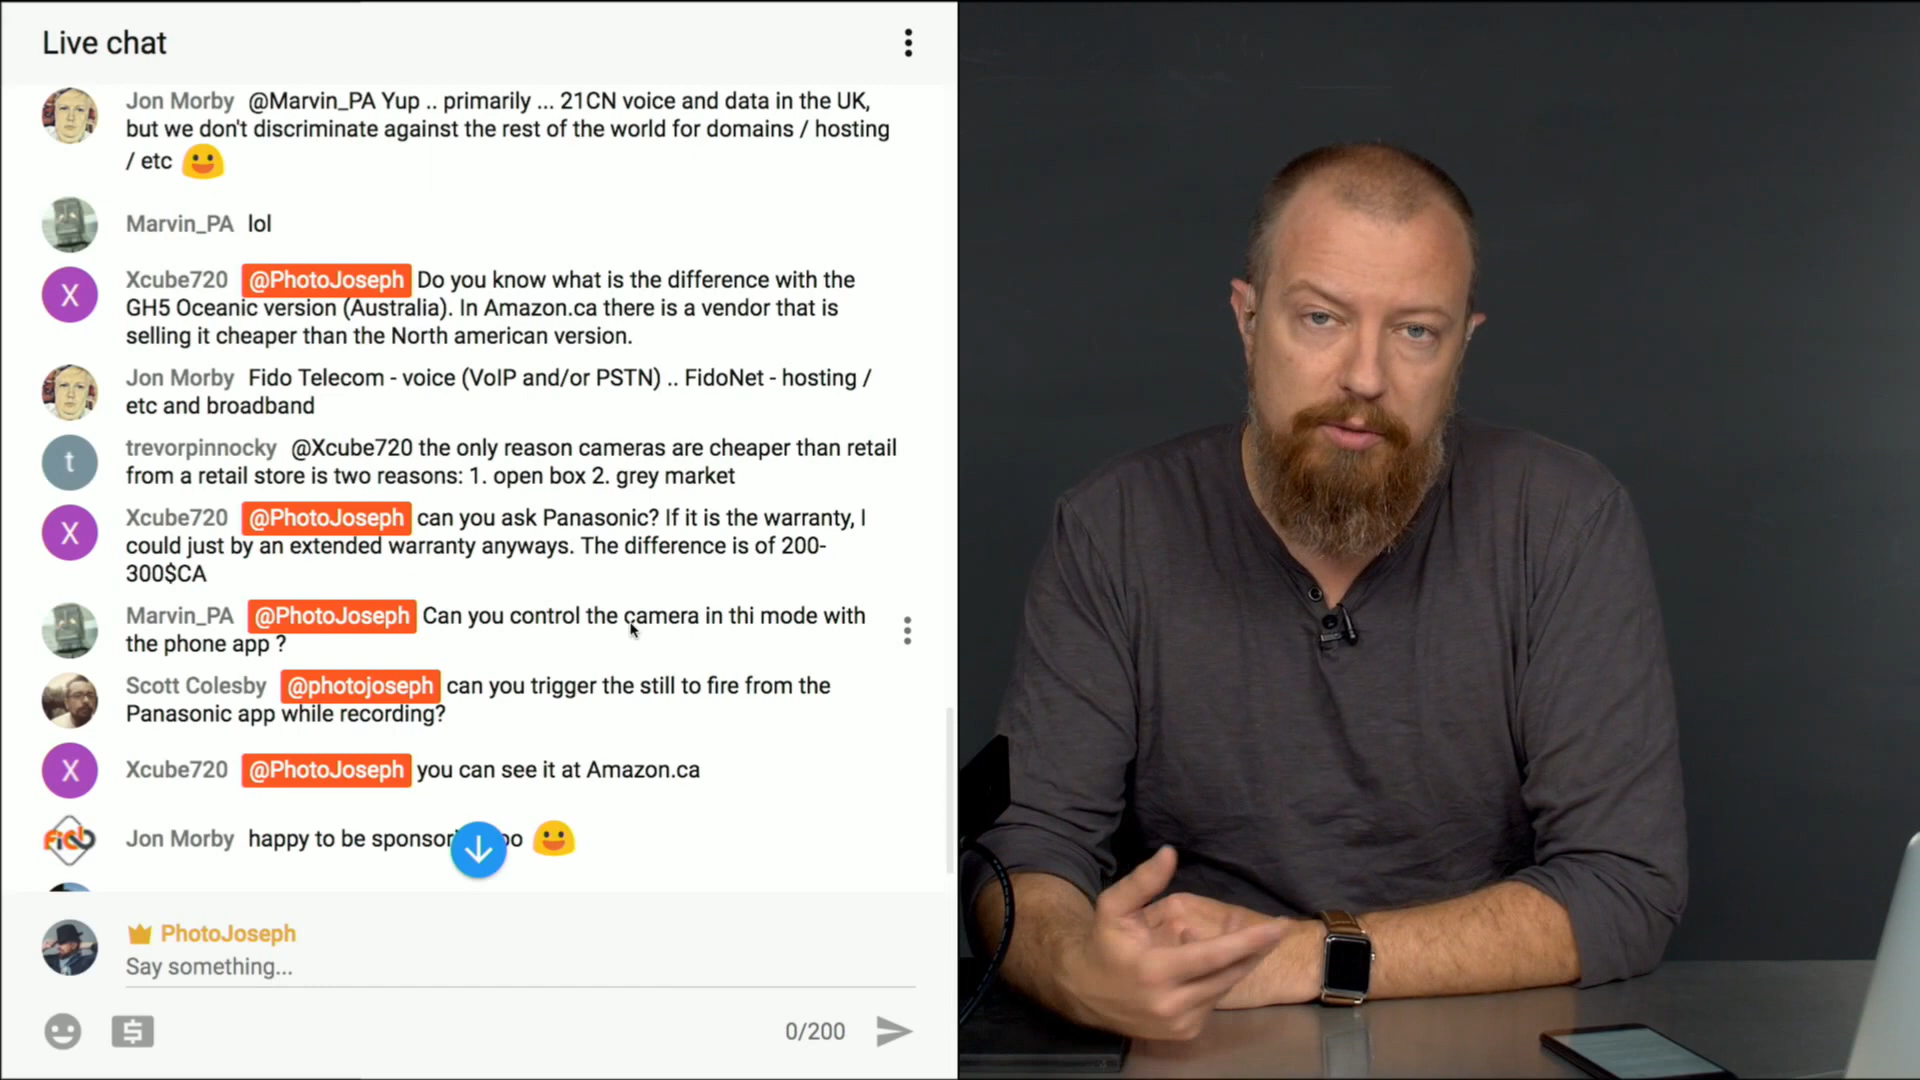 Live chat
Jon Morby @Marvin_PA Yup .. primarily ... 21CN voice and data in the UK,
but we don't discriminate against the rest of the world for domains / hosting
/ etc
Marvin_PA lol
X
Xcube720 @PhotoJoseph Do you know what is the difference with the
GH5 Oceanic version (Australia). In Amazon.ca there is a vendor that is
selling it cheaper than the North american version.
Jon Morby Fido Telecom - voice (VoIP and/or PSTN) .. FidoNet - hosting /
etc and broadband
t
trevorpinnocky @Xcube720 the only reason cameras are cheaper than retail
from a retail store is two reasons: 1. open box 2. grey market
X
Xcube720 @PhotoJoseph can you ask Panasonic? If it is the warranty, I
could just by an extended warranty anyways. The difference is of 200-
300$CA
Marvin_PA @PhotoJoseph Can you control the camera in thi mode with
the phone app ?
Scott Colesby @photojoseph can you trigger the still to fire from the
Panasonic app while recording?
X
Xcube720 @PhotoJoseph you can see it at Amazon.ca
Fido
Jon Morby happy to be
PhotoJoseph
Say something...
$
0/200